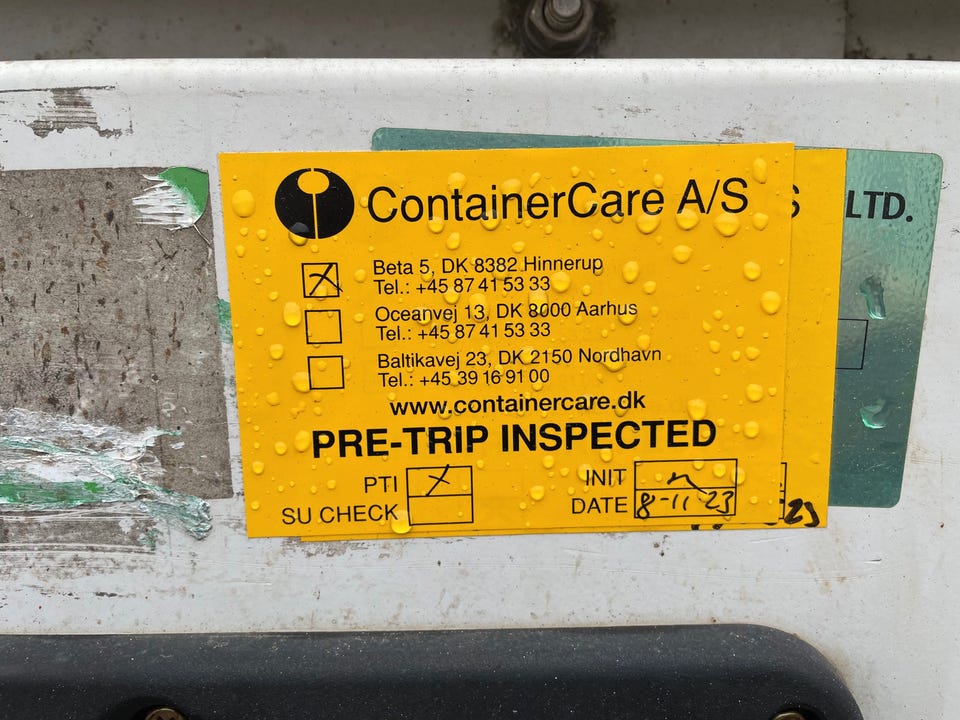 ContainerCare A/S
S LTD.
Beta 5, DK 8382 Hinnerup
Tel.: +45 87 41 53 33
Oceanvej 13, DK 8000 Aarhus
Tel.: +45 87 41 53 33
Baltikavej 23, DK 2150 Nordhavn
Tel.: +45 39 16 91 00
www.containercare.dk
PRE-TRIP INSPECTED
PTI
INIT
SU CHECK
DATE 8-11-23
23